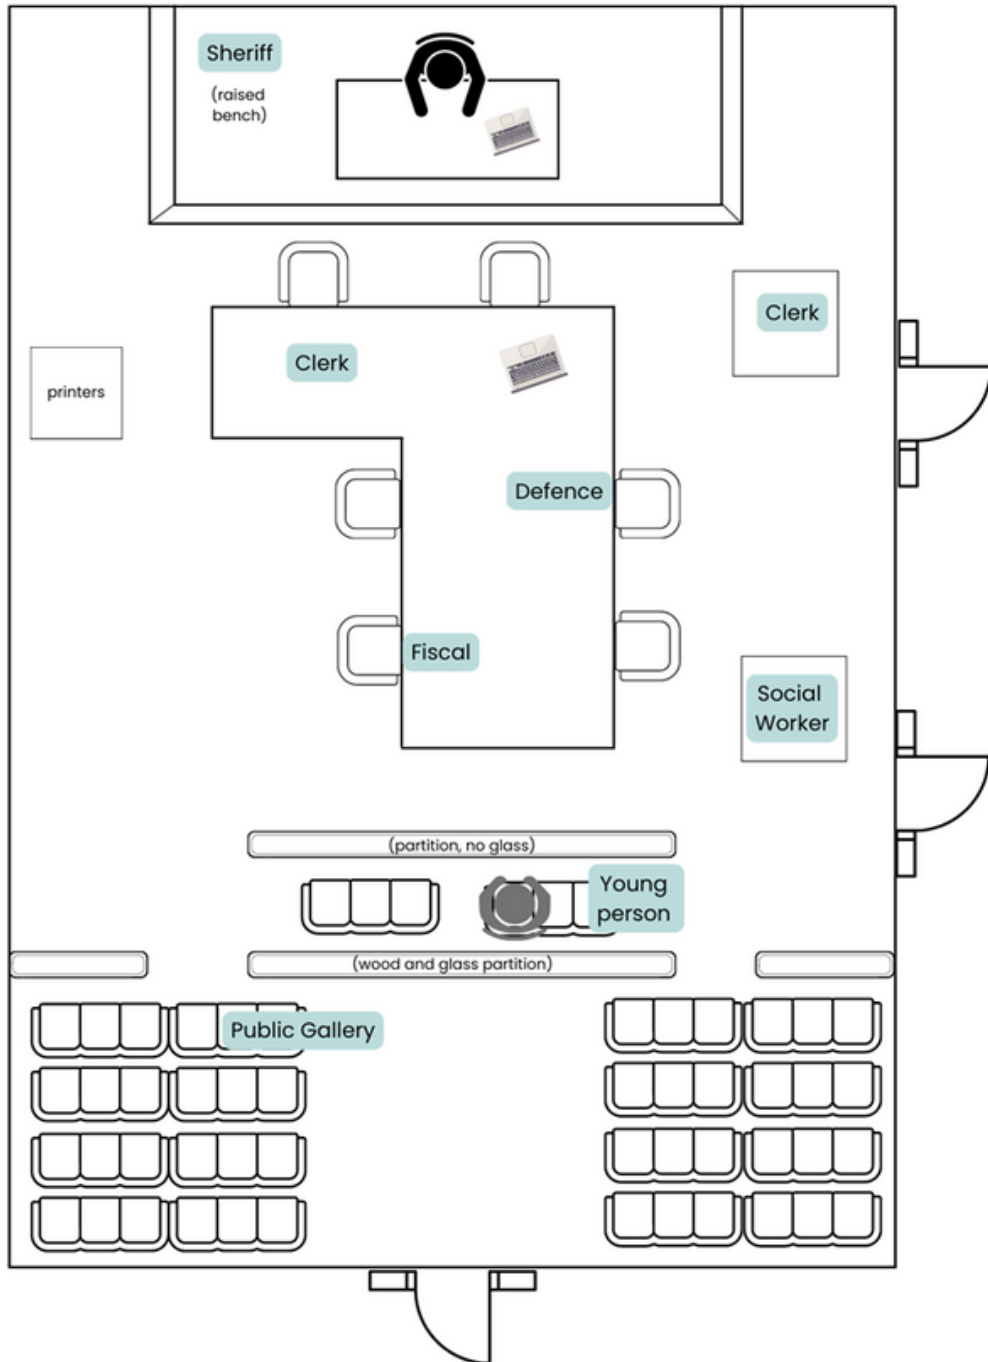 Sheriff
(raised
bench)
Clerk
Clerk
printers
Defence
Fiscal
Social
Worker
(partition, no glass)
Young
person
(wood and glass partition)
Public Gallery